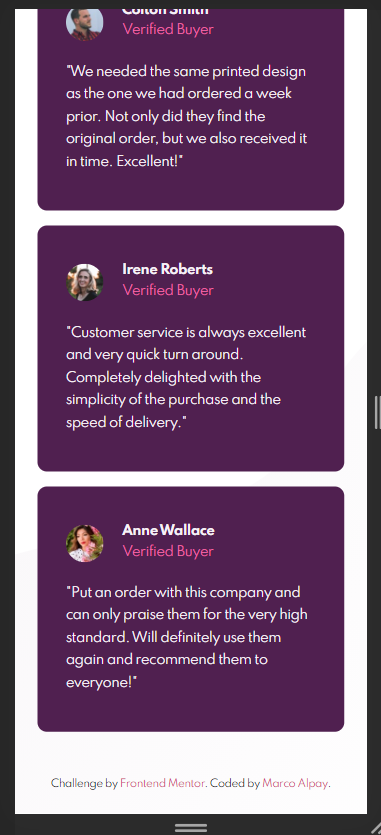 Colton Smith
Verified Buyer
"We needed the same printed design
as the one we had ordered a week
prior. Not only did they find the
original order, but we also received it
in time. Excellent!"
Irene Roberts
Verified Buyer
"Customer service is always excellent
and very quick turn around.
Completely delighted with the
simplicity of the purchase and the
speed of delivery."
Anne Wallace
Verified Buyer
"Put an order with this company and
can only praise them for the very high
standard. Will definitely use them
again and recommend them to
everyone!"
Challenge by Frontend Mentor. Coded by Marco Alpay.